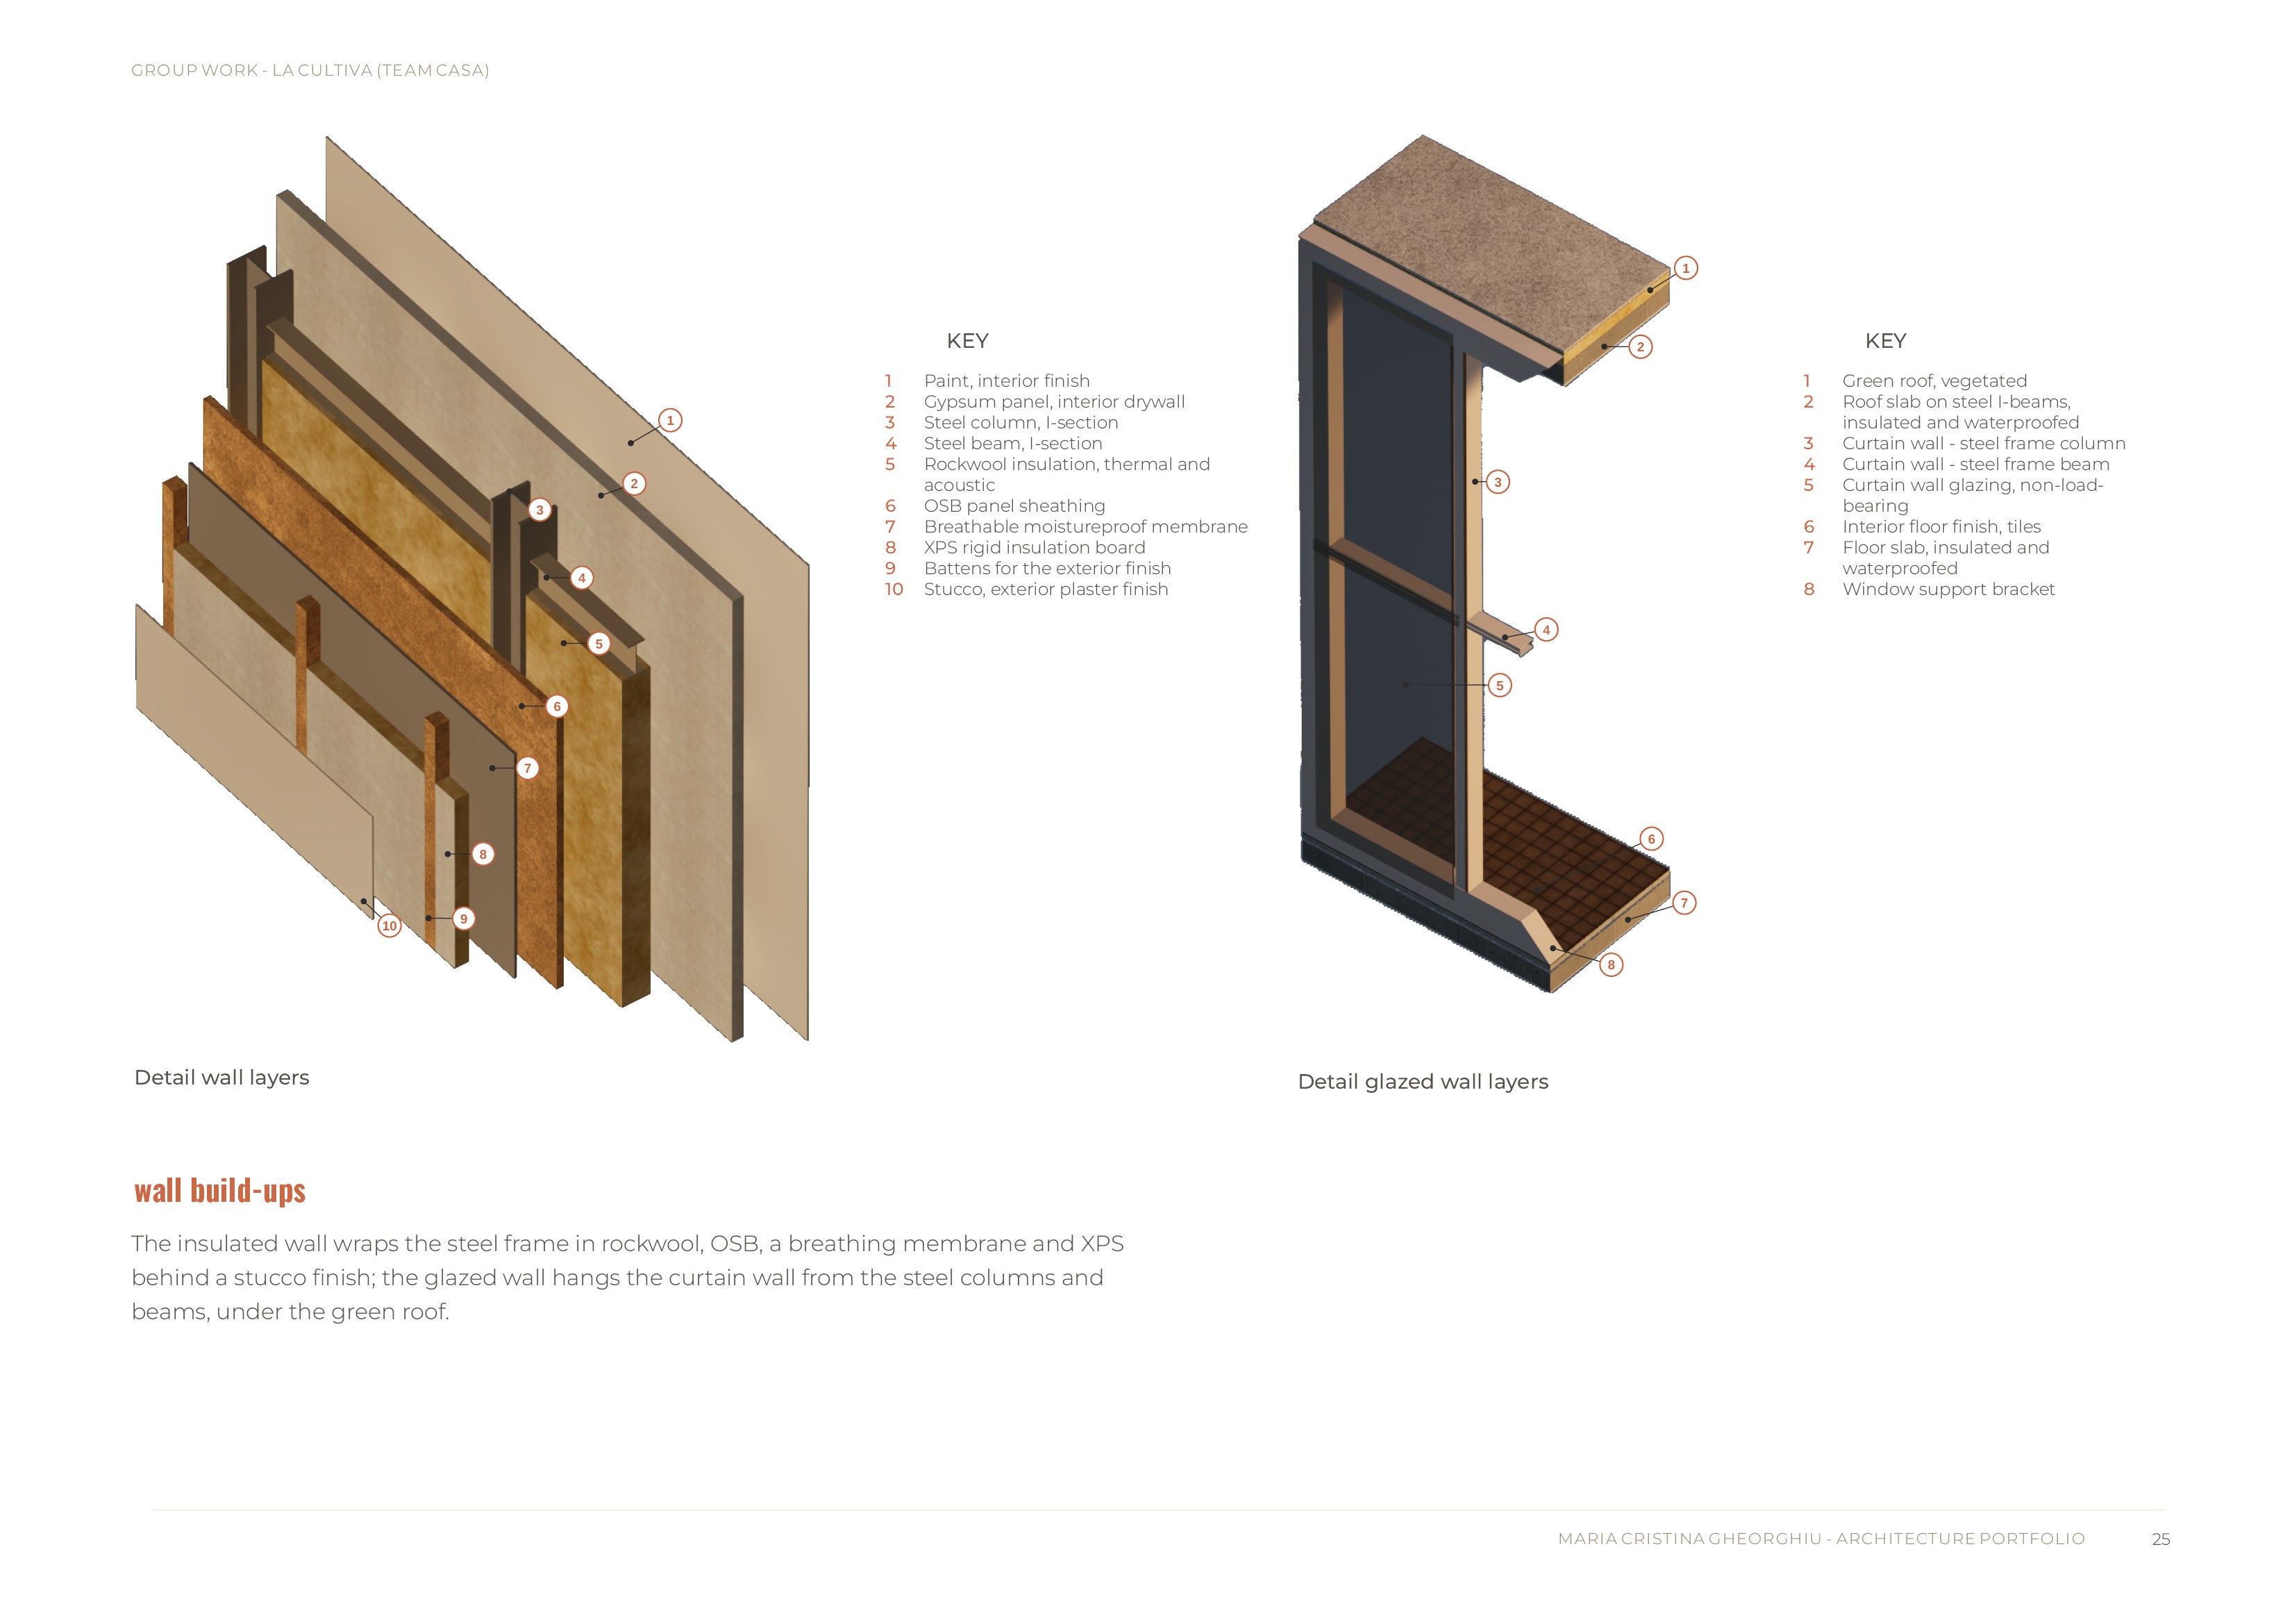 GROUP WORK - LA CULTIVA (TEAM CASA)
1
2
3
4
5
6
7
8
9
10
KEY
1 Paint, interior finish
2 Gypsum panel, interior drywall
3 Steel column, I-section
4 Steel beam, I-section
5 Rockwool insulation, thermal and
acoustic
6 OSB panel sheathing
7 Breathable moistureproof membrane
8 XPS rigid insulation board
9 Battens for the exterior finish
10 Stucco, exterior plaster finish
Detail wall layers
1
2
3
4
5
6
7
8
KEY
1 Green roof, vegetated
2 Roof slab on steel I-beams,
insulated and waterproofed
3 Curtain wall - steel frame column
4 Curtain wall - steel frame beam
5 Curtain wall glazing, non-load-
bearing
6 Interior floor finish, tiles
7 Floor slab, insulated and
waterproofed
8 Window support bracket
Detail glazed wall layers
wall build-ups
The insulated wall wraps the steel frame in rockwool, OSB, a breathing membrane and XPS
behind a stucco finish; the glazed wall hangs the curtain wall from the steel columns and
beams, under the green roof.
MARIA CRISTINA GHEORGHIU - ARCHITECTURE PORTFOLIO 25